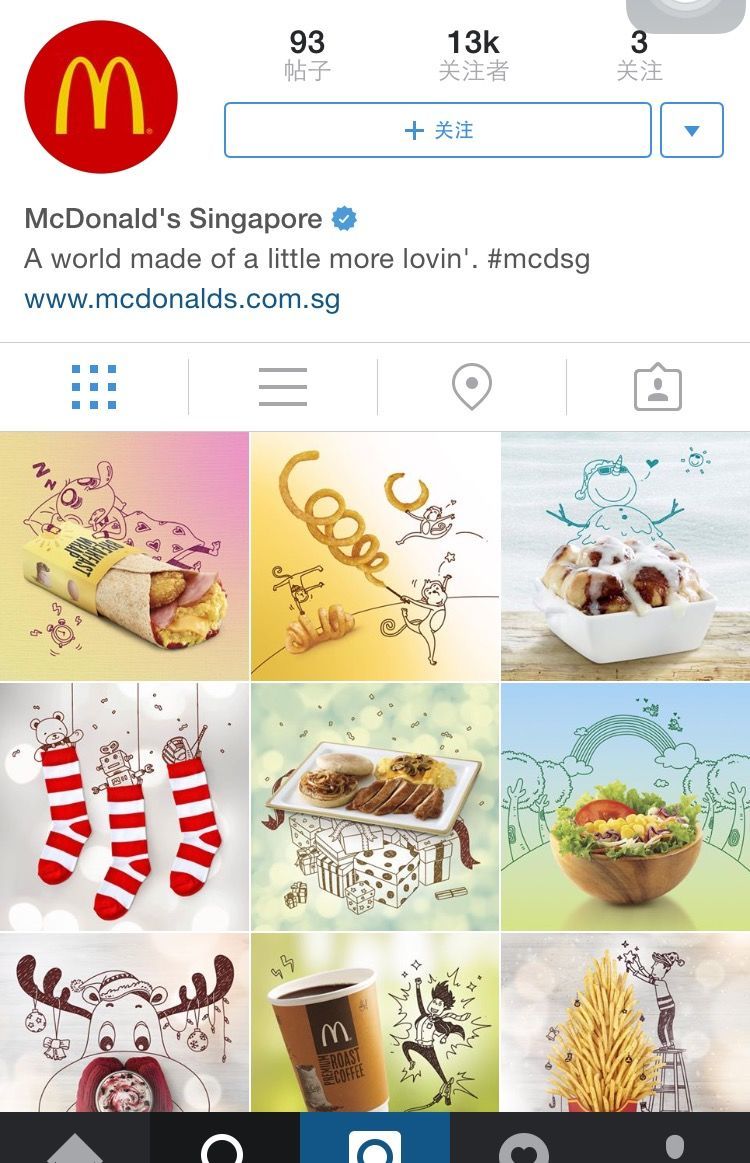 93 13k 3
帖子 关注者 关注
+ 关注
McDonald's Singapore
A world made of a little more lovin'. #mcdsg
www.mcdonalds.com.sg
z
z
z
BREAKFAST
WRAP
PREMIUM
ROAST
COFFEE